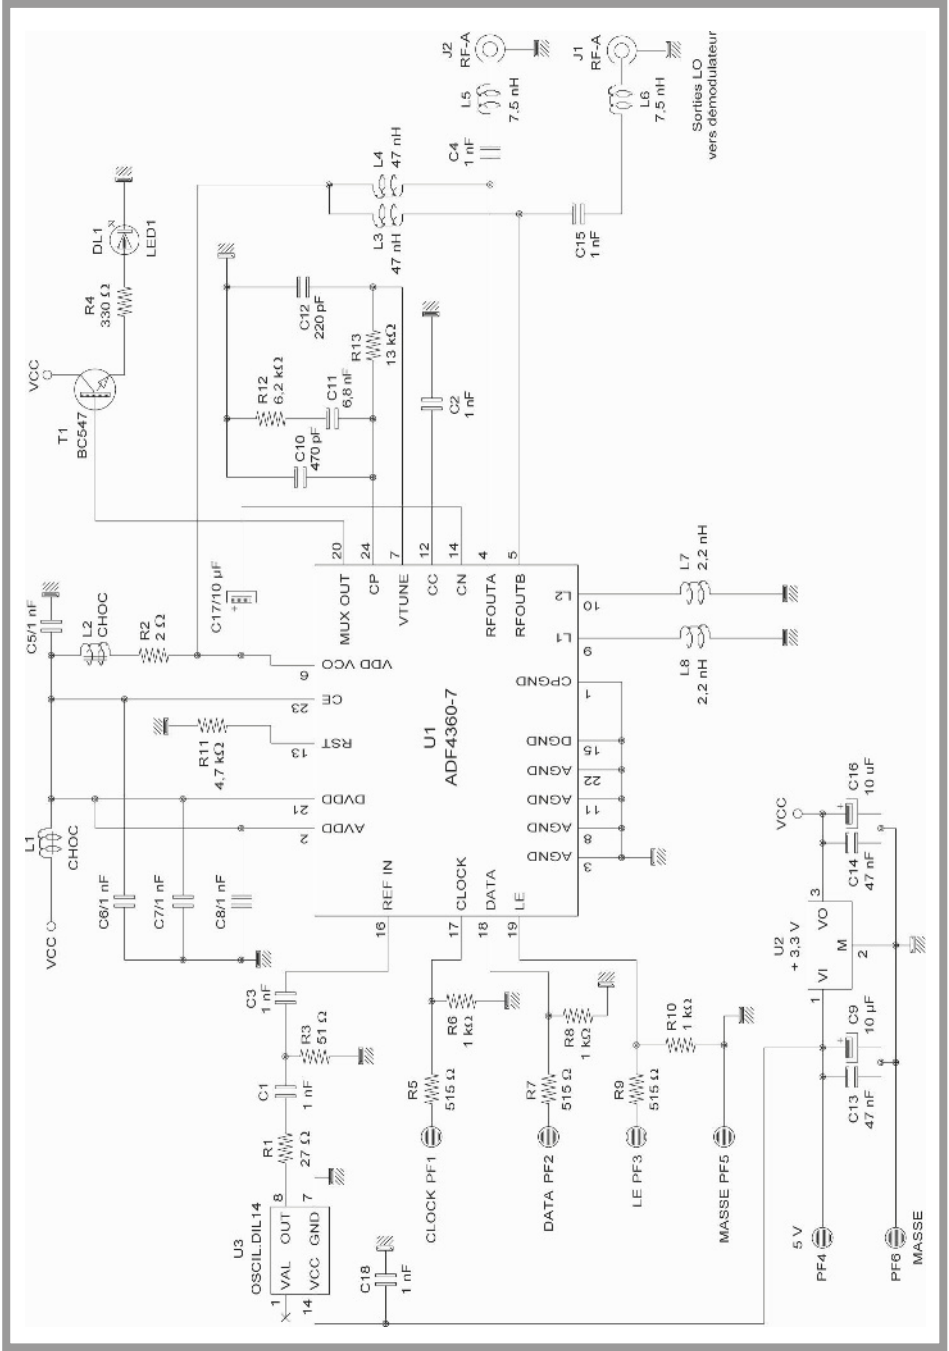 J2
RF-A
J1
RF-A
Sorties LO
vers démodulateur
L5
7,5 nH
L6
7,5 nH
C4
1 nF
C15
1 nF
L4
47 nH
L3
47 nH
DL1
LED1
R4
330 Ω
VCC
T1
BC547
C12
220 pF
R13
13 kΩ
R12
6,2 kΩ
C11
6,8 nF
C10
470 pF
C2
1 nF
C5/1 nF
L2
CHOC
R2
2 Ω
C17/10 µF
+
L1
CHOC
VCC
R11
4,7 kΩ
C6/1 nF
C7/1 nF
C8/1 nF
20
24
7
12
14
4
5
MUX OUT
CP
VTUNE
CC
CN
RFOUTA
RFOUTB
6
23
13
21
2
VDD VCO
CE
RST
DVDD
AVDD
U1
ADF4360-7
L2
L1
CPGND
DGND
AGND
AGND
AGND
AGND
10
9
1
15
22
11
8
3
L7
2,2 nH
L8
2,2 nH
REF IN
CLOCK
DATA
LE
16
17
18
19
C3
1 nF
R3
51 Ω
C1
1 nF
R1
27 Ω
U3
OSCIL.DIL14
VAL OUT
VCC GND
1
14
8
7
C18
1 nF
R6
1 kΩ
R5
515 Ω
CLOCK PF1
R8
1 kΩ
R7
515 Ω
DATA PF2
R10
1 kΩ
R9
515 Ω
LE PF3
MASSE PF5
VCC
C16
10 uF
+
C14
47 nF
U2
+ 3,3 V
VI
VO
M
1
3
2
C9
10 µF
+
C13
47 nF
5 V
PF4
PF6
MASSE